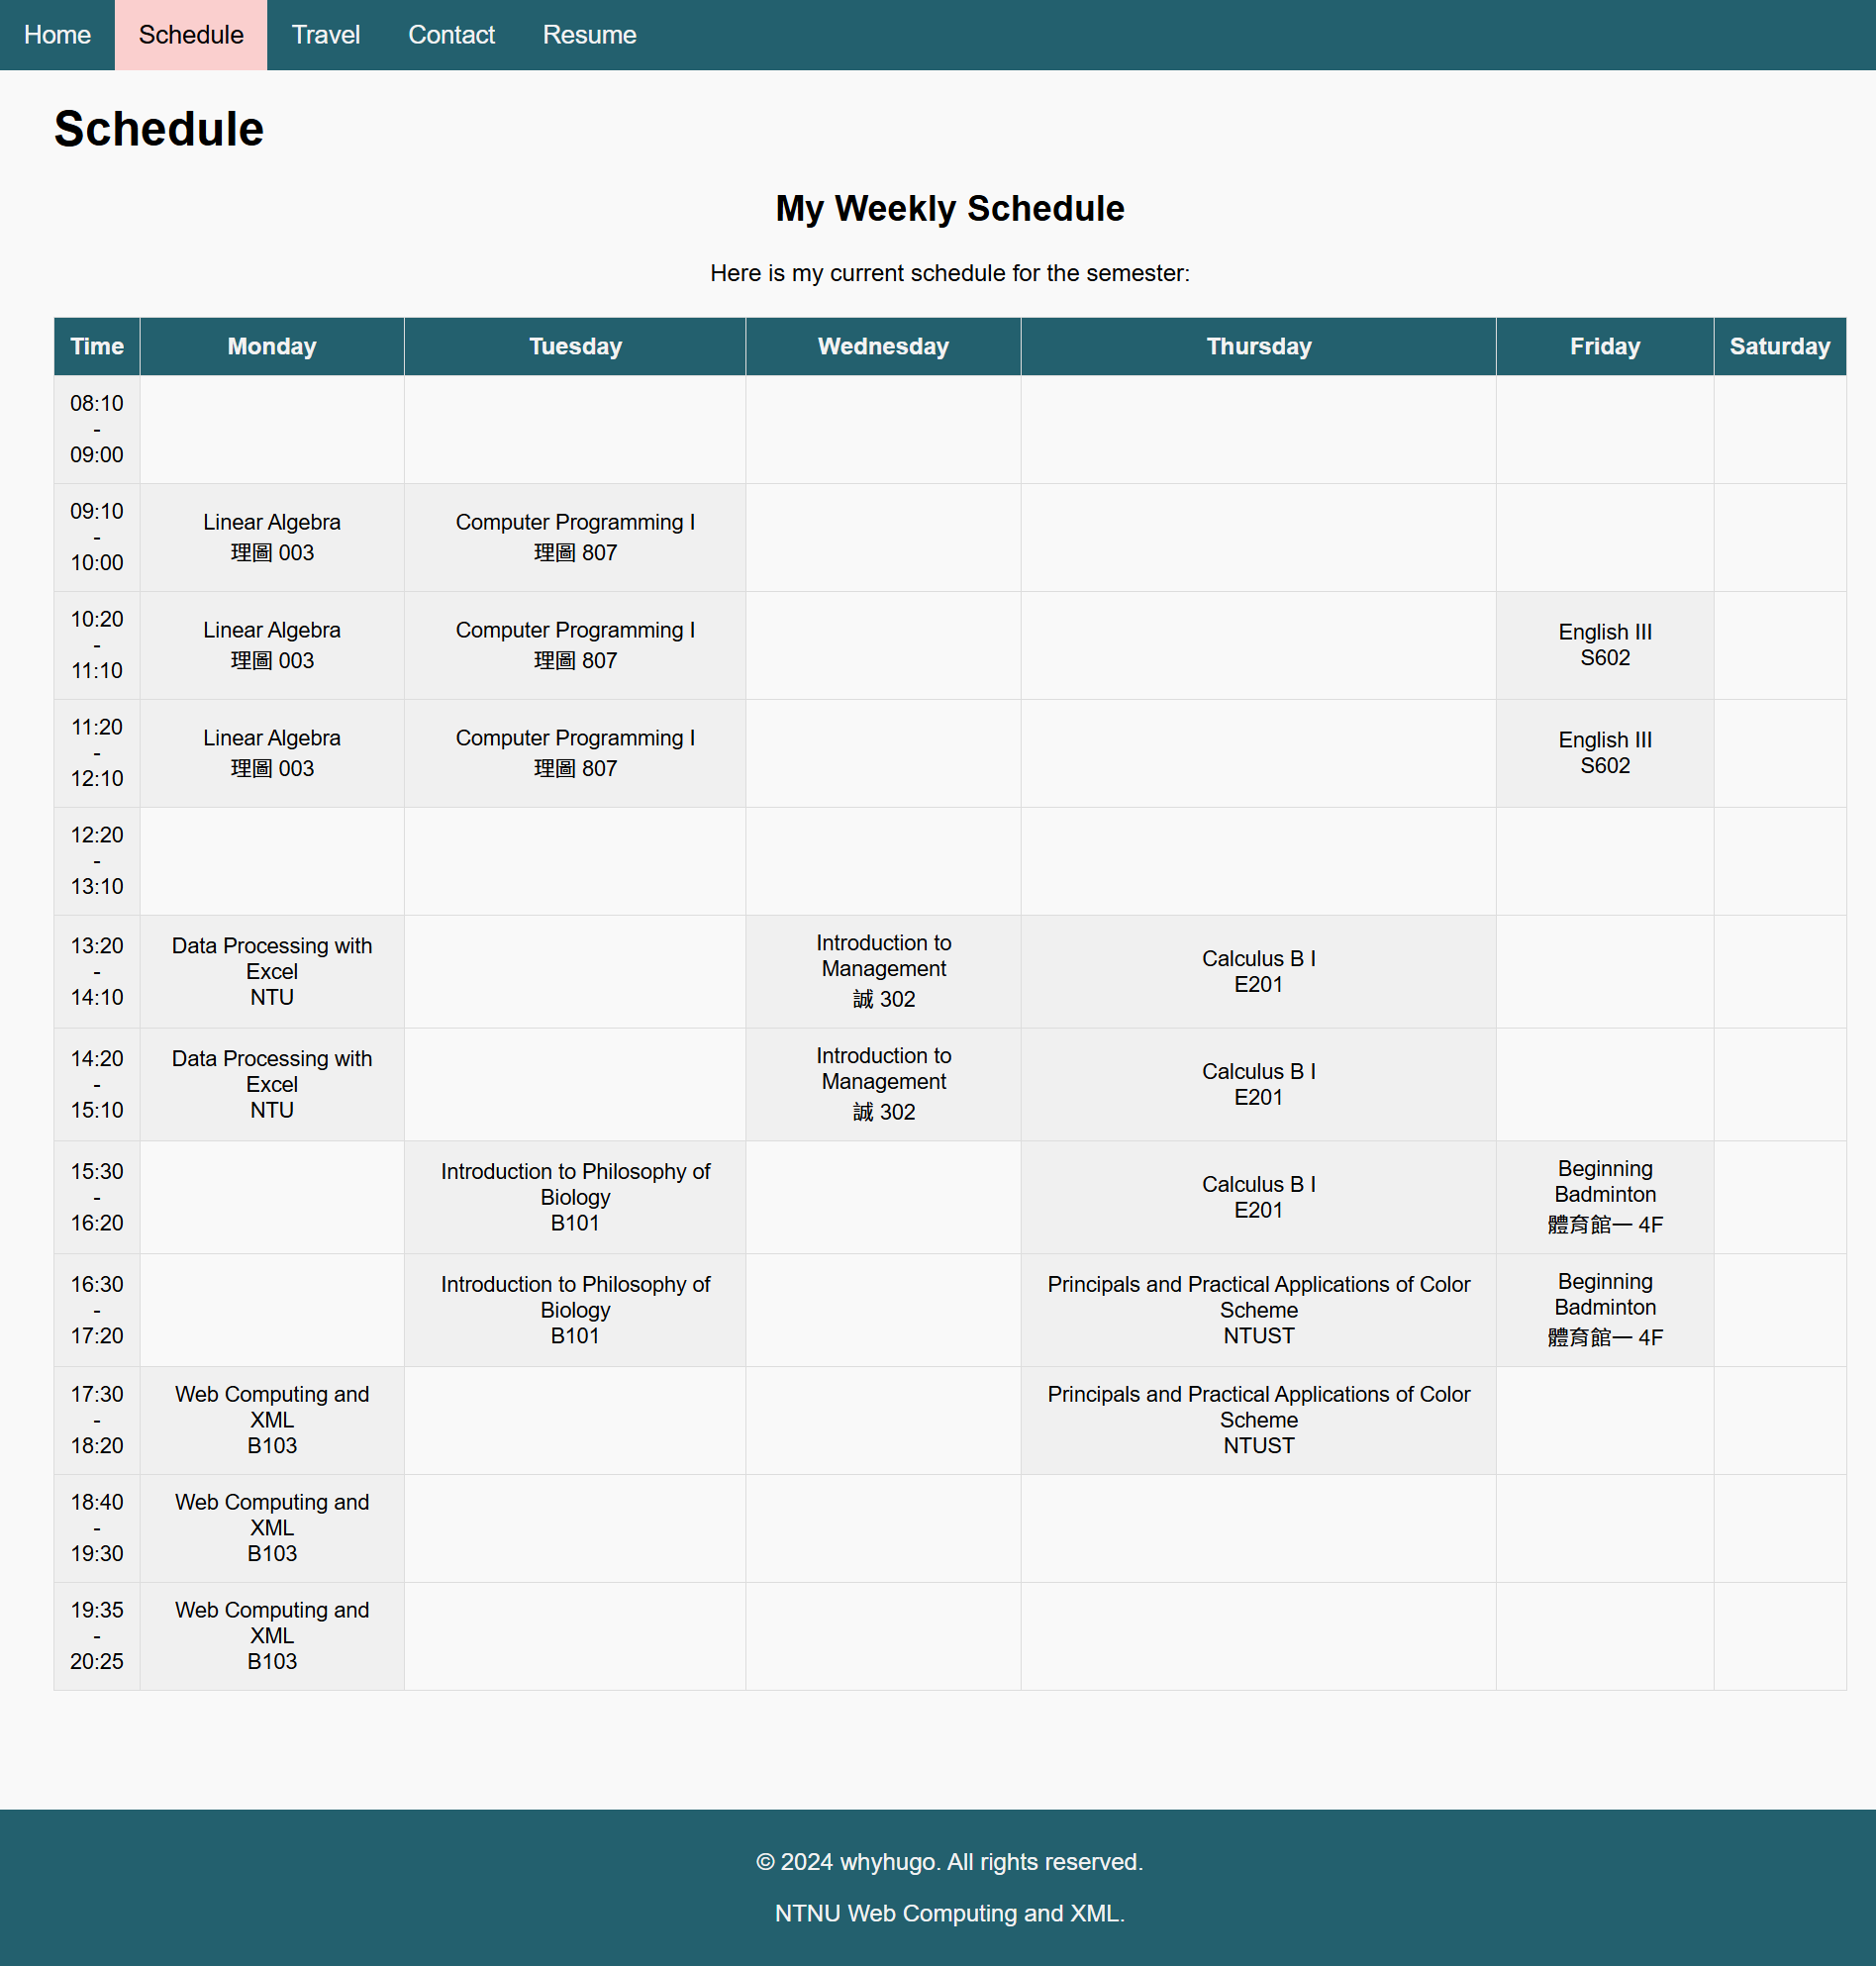 Home Schedule Travel Contact Resume
Schedule
My Weekly Schedule
Here is my current schedule for the semester:
Time Monday Tuesday Wednesday Thursday Friday Saturday
08:10
-
09:00
09:10
-
10:00
Linear Algebra
理圖 003
Computer Programming I
理圖 807
10:20
-
11:10
Linear Algebra
理圖 003
Computer Programming I
理圖 807
English III
S602
11:20
-
12:10
Linear Algebra
理圖 003
Computer Programming I
理圖 807
English III
S602
12:20
-
13:10
13:20
-
14:10
Data Processing with
Excel
NTU
Introduction to
Management
誠 302
Calculus B I
E201
14:20
-
15:10
Data Processing with
Excel
NTU
Introduction to
Management
誠 302
Calculus B I
E201
15:30
-
16:20
Introduction to Philosophy of
Biology
B101
Calculus B I
E201
Beginning
Badminton
體育館一 4F
16:30
-
17:20
Introduction to Philosophy of
Biology
B101
Principals and Practical Applications of Color
Scheme
NTUST
Beginning
Badminton
體育館一 4F
17:30
-
18:20
Web Computing and
XML
B103
Principals and Practical Applications of Color
Scheme
NTUST
18:40
-
19:30
Web Computing and
XML
B103
19:35
-
20:25
Web Computing and
XML
B103
© 2024 whyhugo. All rights reserved.
NTNU Web Computing and XML.